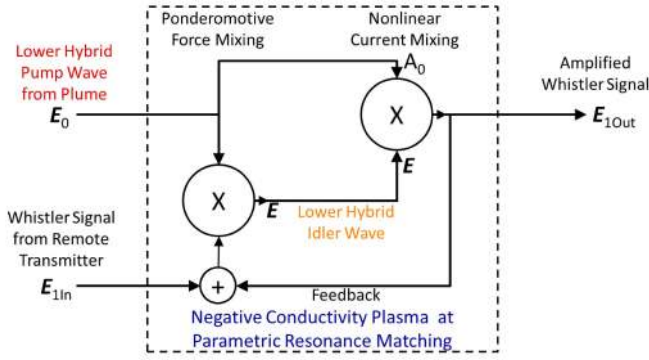 Ponderomotive
Force Mixing
Nonlinear
Current Mixing
Lower Hybrid
Pump Wave
from Plume
E0
A0
X
Amplified
Whistler Signal
E1Out
X
E
E
Lower Hybrid
Idler Wave
Whistler Signal
from Remote
Transmitter
E1In
+
Feedback
Negative Conductivity Plasma at
Parametric Resonance Matching